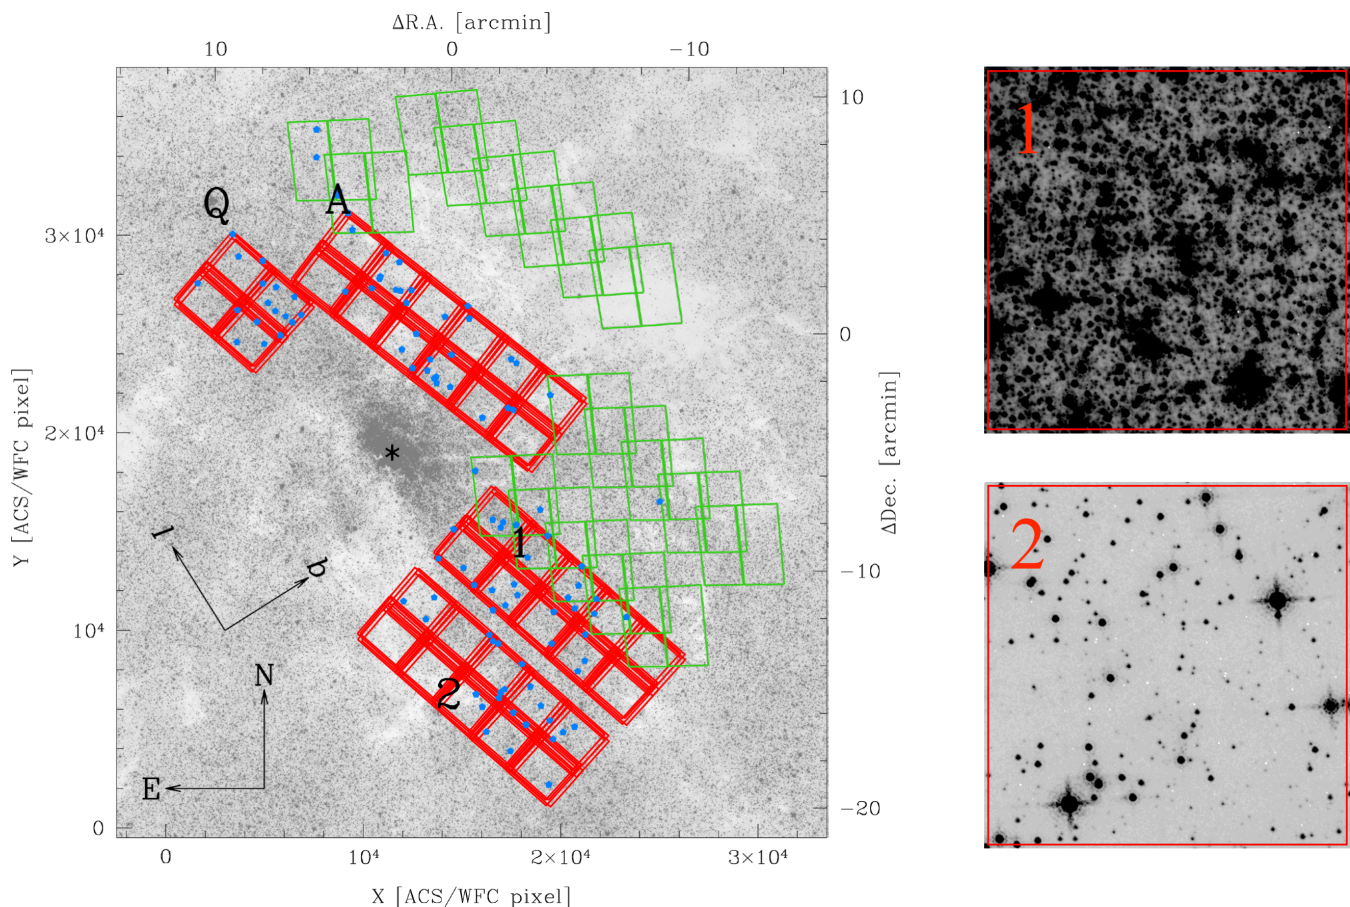 ΔR.A. [arcmin]
10 0 −10
10
Q A
3×10⁴
0
Y [ACS/WFC pixel]
2×10⁴
*
ΔDec. [arcmin]
l b
1
−10
10⁴
N
2
E
−20
0
0 10⁴ 2×10⁴ 3×10⁴
X [ACS/WFC pixel]
1
2